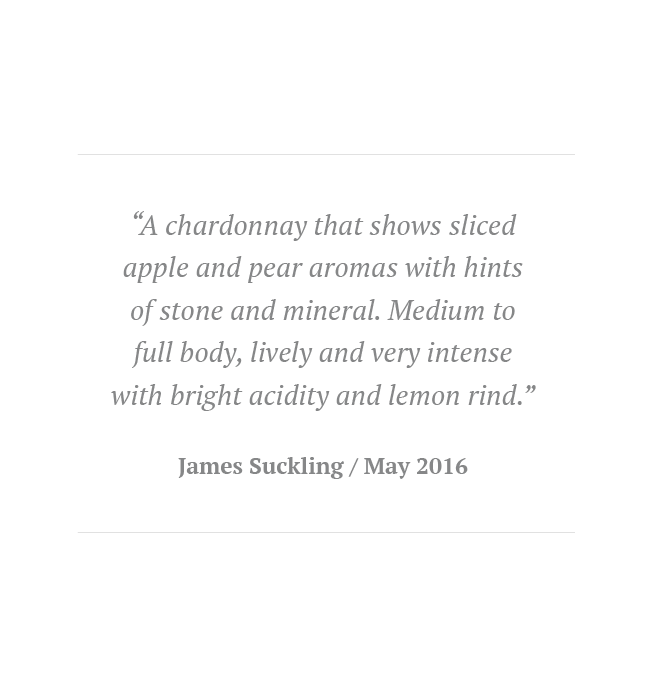 “A chardonnay that shows sliced
apple and pear aromas with hints
of stone and mineral. Medium to
full body, lively and very intense
with bright acidity and lemon rind.”
James Suckling / May 2016